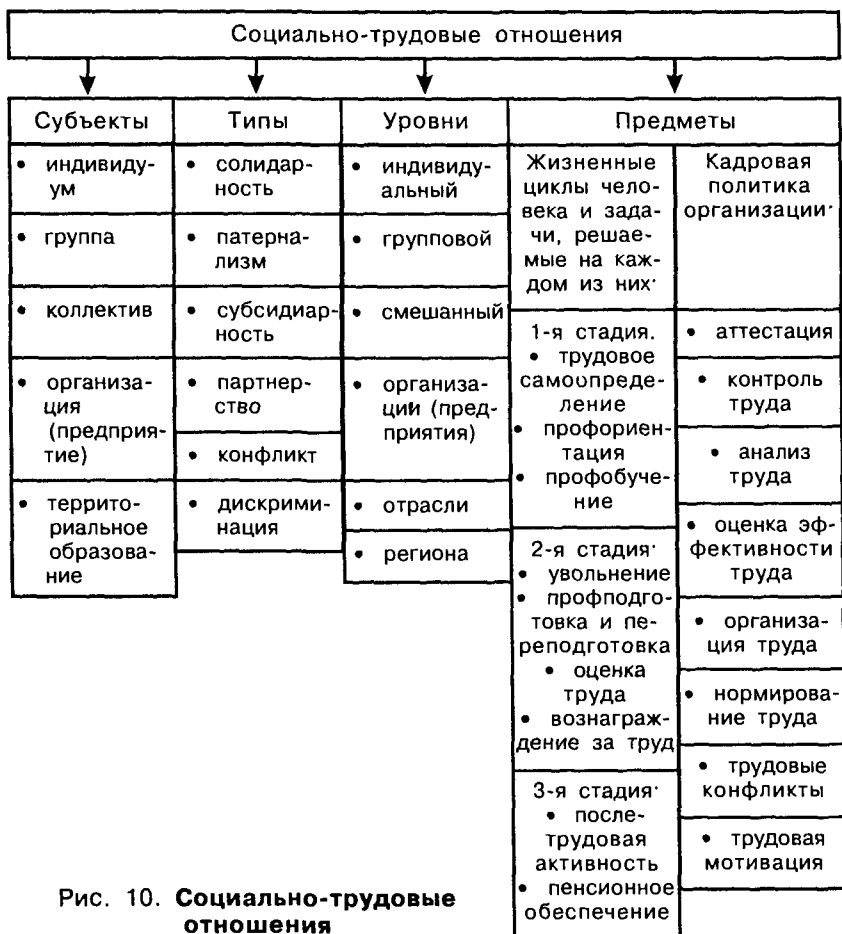 Социально-трудовые отношения
Субъекты
• индивиду-
ум
• группа
• коллектив
• организа-
ция
(предприя-
тие)
• террито-
риальное
образова-
ние
Типы
• солидар-
ность
• патерна-
лизм
• субсидиар-
ность
• партнер-
ство
• конфликт
• дискрими-
нация
Уровни
• индивиду-
альный
• групповой
• смешанный
• организа-
ции (пред-
приятия)
• отрасли
• региона
Предметы
Жизненные
циклы чело-
века и зада-
чи, решае-
мые на каж-
дом из них·
1-я стадия.
• трудовое
самоопреде-
ление
• профориен-
тация
• профобуче-
ние
2-я стадия·
• увольнение
• профподго-
товка и пе-
реподготовка
• оценка
труда
• вознаграж-
дение за труд
3-я стадия·
• после-
трудовая
активность
• пенсионное
обеспечение
Кадровая
политика
организации·
• аттестация
• контроль
труда
• анализ
труда
• оценка эф-
фективности
труда
• организа-
ция труда
• нормирова-
ние труда
• трудовые
конфликты
• трудовая
мотивация
Рис. 10. Социально-трудовые
отношения